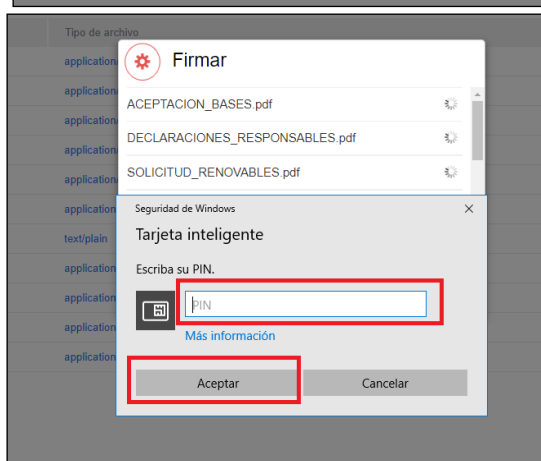 Tipo de archivo
Firmar
application
application
ACEPTACION_BASES.pdf
application
DECLARACIONES_RESPONSABLES.pdf
application
SOLICITUD_RENOVABLES.pdf
application
application
Seguridad de Windows
Tarjeta inteligente
text/plain
application
Escriba su PIN.
application
PIN
application
Más información
application
Aceptar
Cancelar